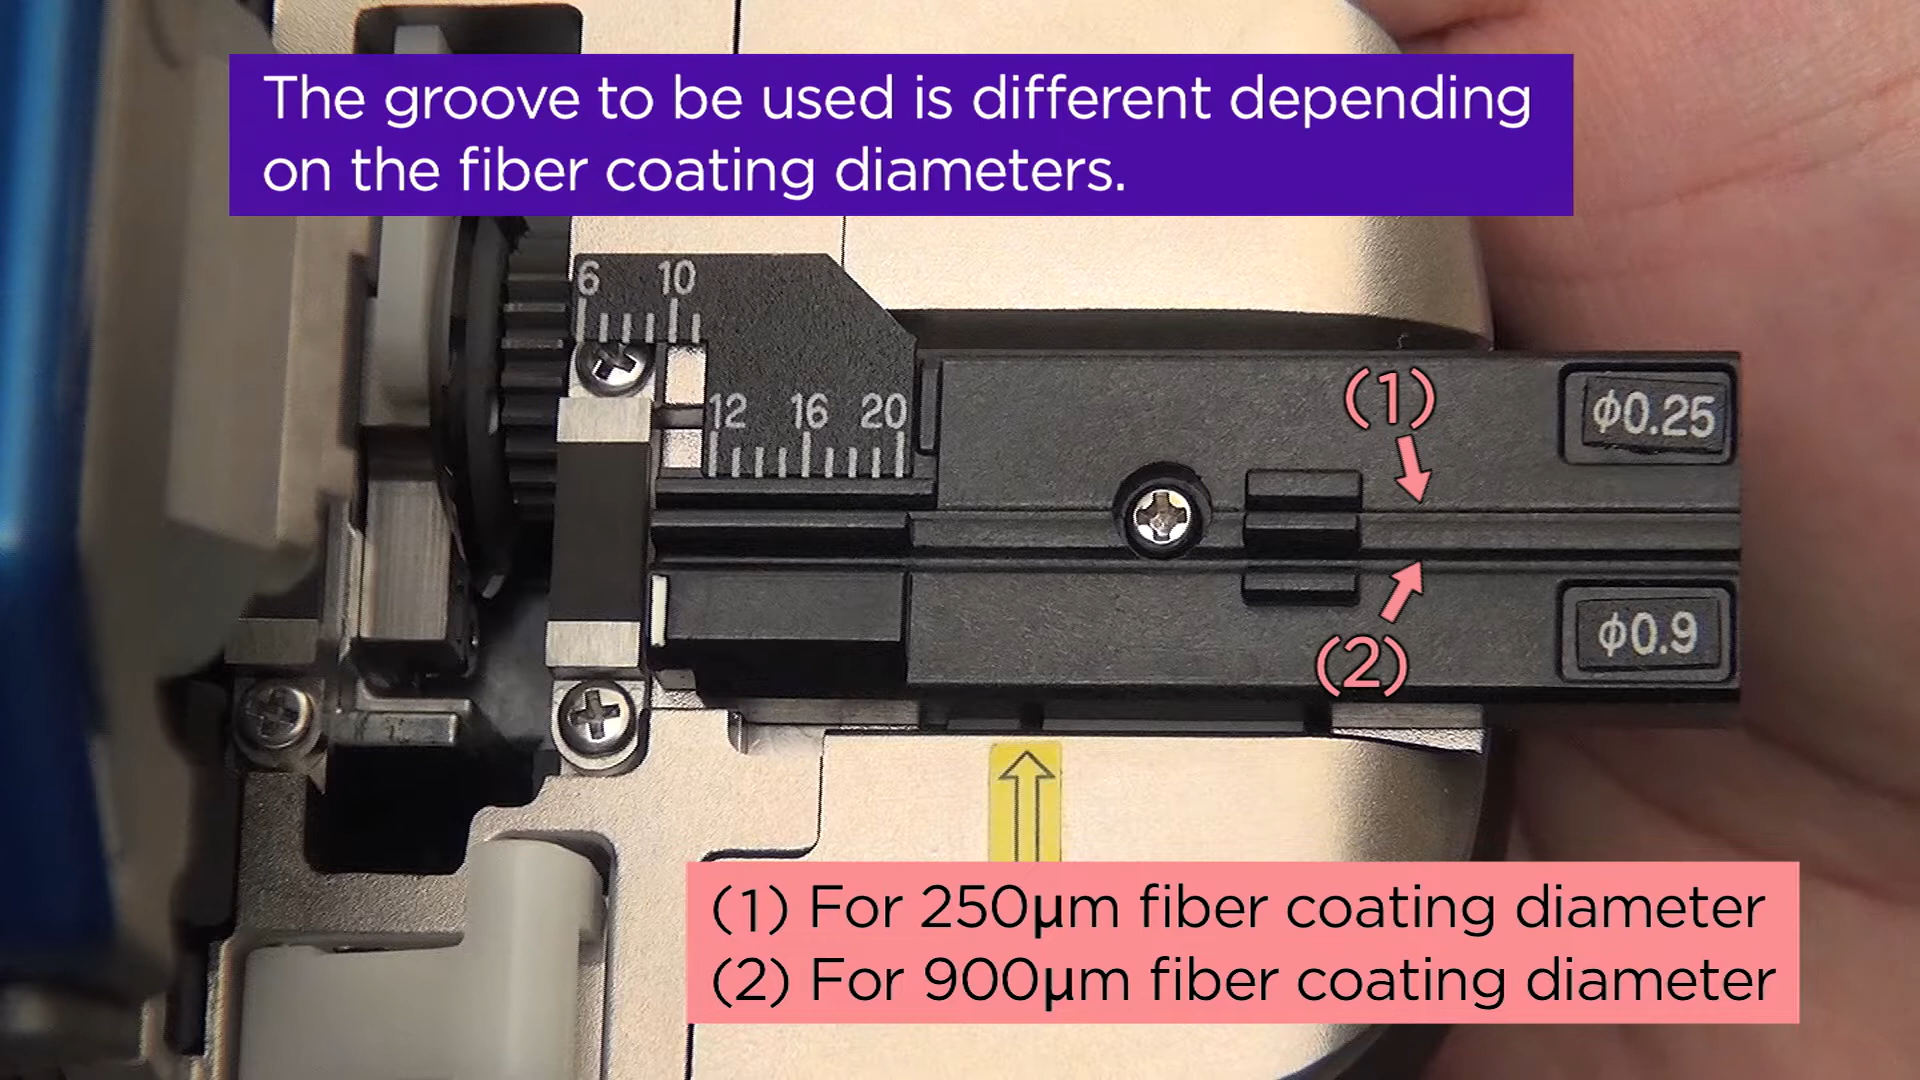 The groove to be used is different depending
on the fiber coating diameters.
6 10
12 16 20
(1)
ϕ0.25
(2)
ϕ0.9
(1) For 250μm fiber coating diameter
(2) For 900μm fiber coating diameter